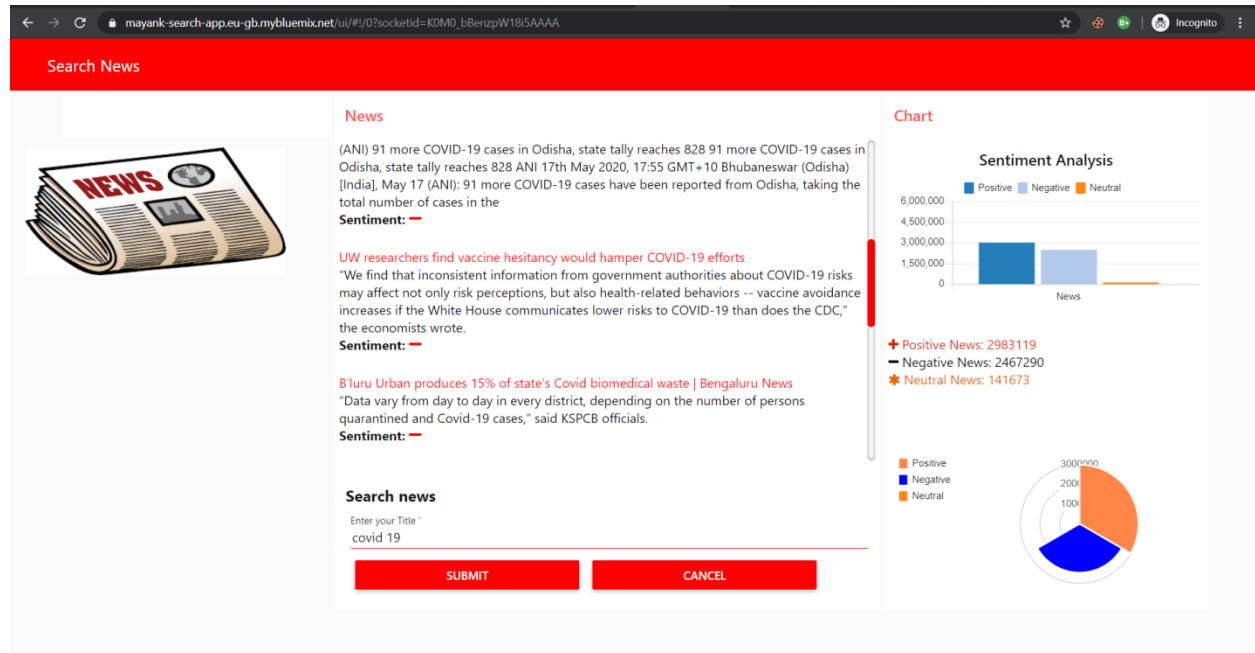 mayank-search-app.eu-gb.mybluemix.net/ui/#!/0?socketid=K0M0_bBenzpW18i5AAAA
B+
Incognito
Search News
NEWS
News
(ANI) 91 more COVID-19 cases in Odisha, state tally reaches 828 91 more COVID-19 cases in
Odisha, state tally reaches 828 ANI 17th May 2020, 17:55 GMT+10 Bhubaneswar (Odisha)
[India], May 17 (ANI): 91 more COVID-19 cases have been reported from Odisha, taking the
total number of cases in the
Sentiment:
UW researchers find vaccine hesitancy would hamper COVID-19 efforts
"We find that inconsistent information from government authorities about COVID-19 risks
may affect not only risk perceptions, but also health-related behaviors -- vaccine avoidance
increases if the White House communicates lower risks to COVID-19 than does the CDC,"
the economists wrote.
Sentiment:
B'luru Urban produces 15% of state's Covid biomedical waste | Bengaluru News
"Data vary from day to day in every district, depending on the number of persons
quarantined and Covid-19 cases," said KSPCB officials.
Sentiment:
Search news
Enter your Title *
covid 19
SUBMIT
CANCEL
Chart
Sentiment Analysis
Positive Negative Neutral
6,000,000
4,500,000
3,000,000
1,500,000
0
News
Positive News: 2983119
Negative News: 2467290
Neutral News: 141673
Positive
Negative
Neutral
3000000